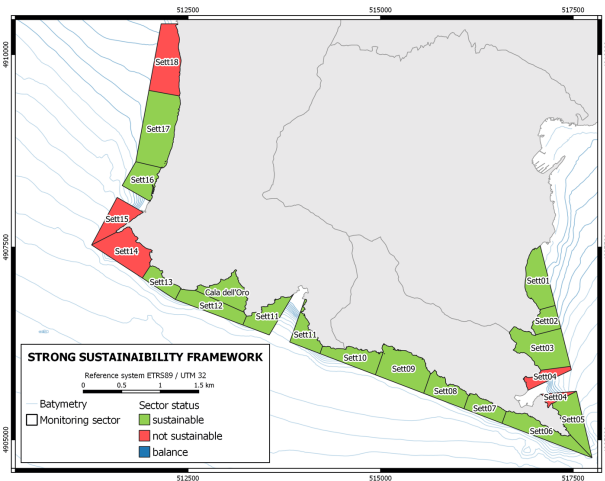 512500
515000
517500
4910000
4907500
4905000
Sett18
Sett17
Sett16
Sett15
Sett14
Sett13
Cala dell'Oro
Sett12
Sett11
Sett11
Sett10
Sett09
Sett08
Sett07
Sett06
Sett05
Sett04
Sett04
Sett03
Sett02
Sett01
STRONG SUSTAINAIBILITY FRAMEWORK
Reference system ETRS89 / UTM 32
0 0.5 1 1.5 km
Batymetry
Monitoring sector
Sector status
sustainable
not sustainable
balance
512500
515000
517500